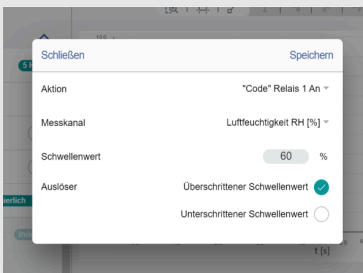 Schließen Speichern
Aktion "Code" Relais 1 An
Messkanal Luftfeuchtigkeit RH [%]
Schwellenwert 60 %
Auslöser Überschrittener Schwellenwert
Unterschrittener Schwellenwert
t [s]